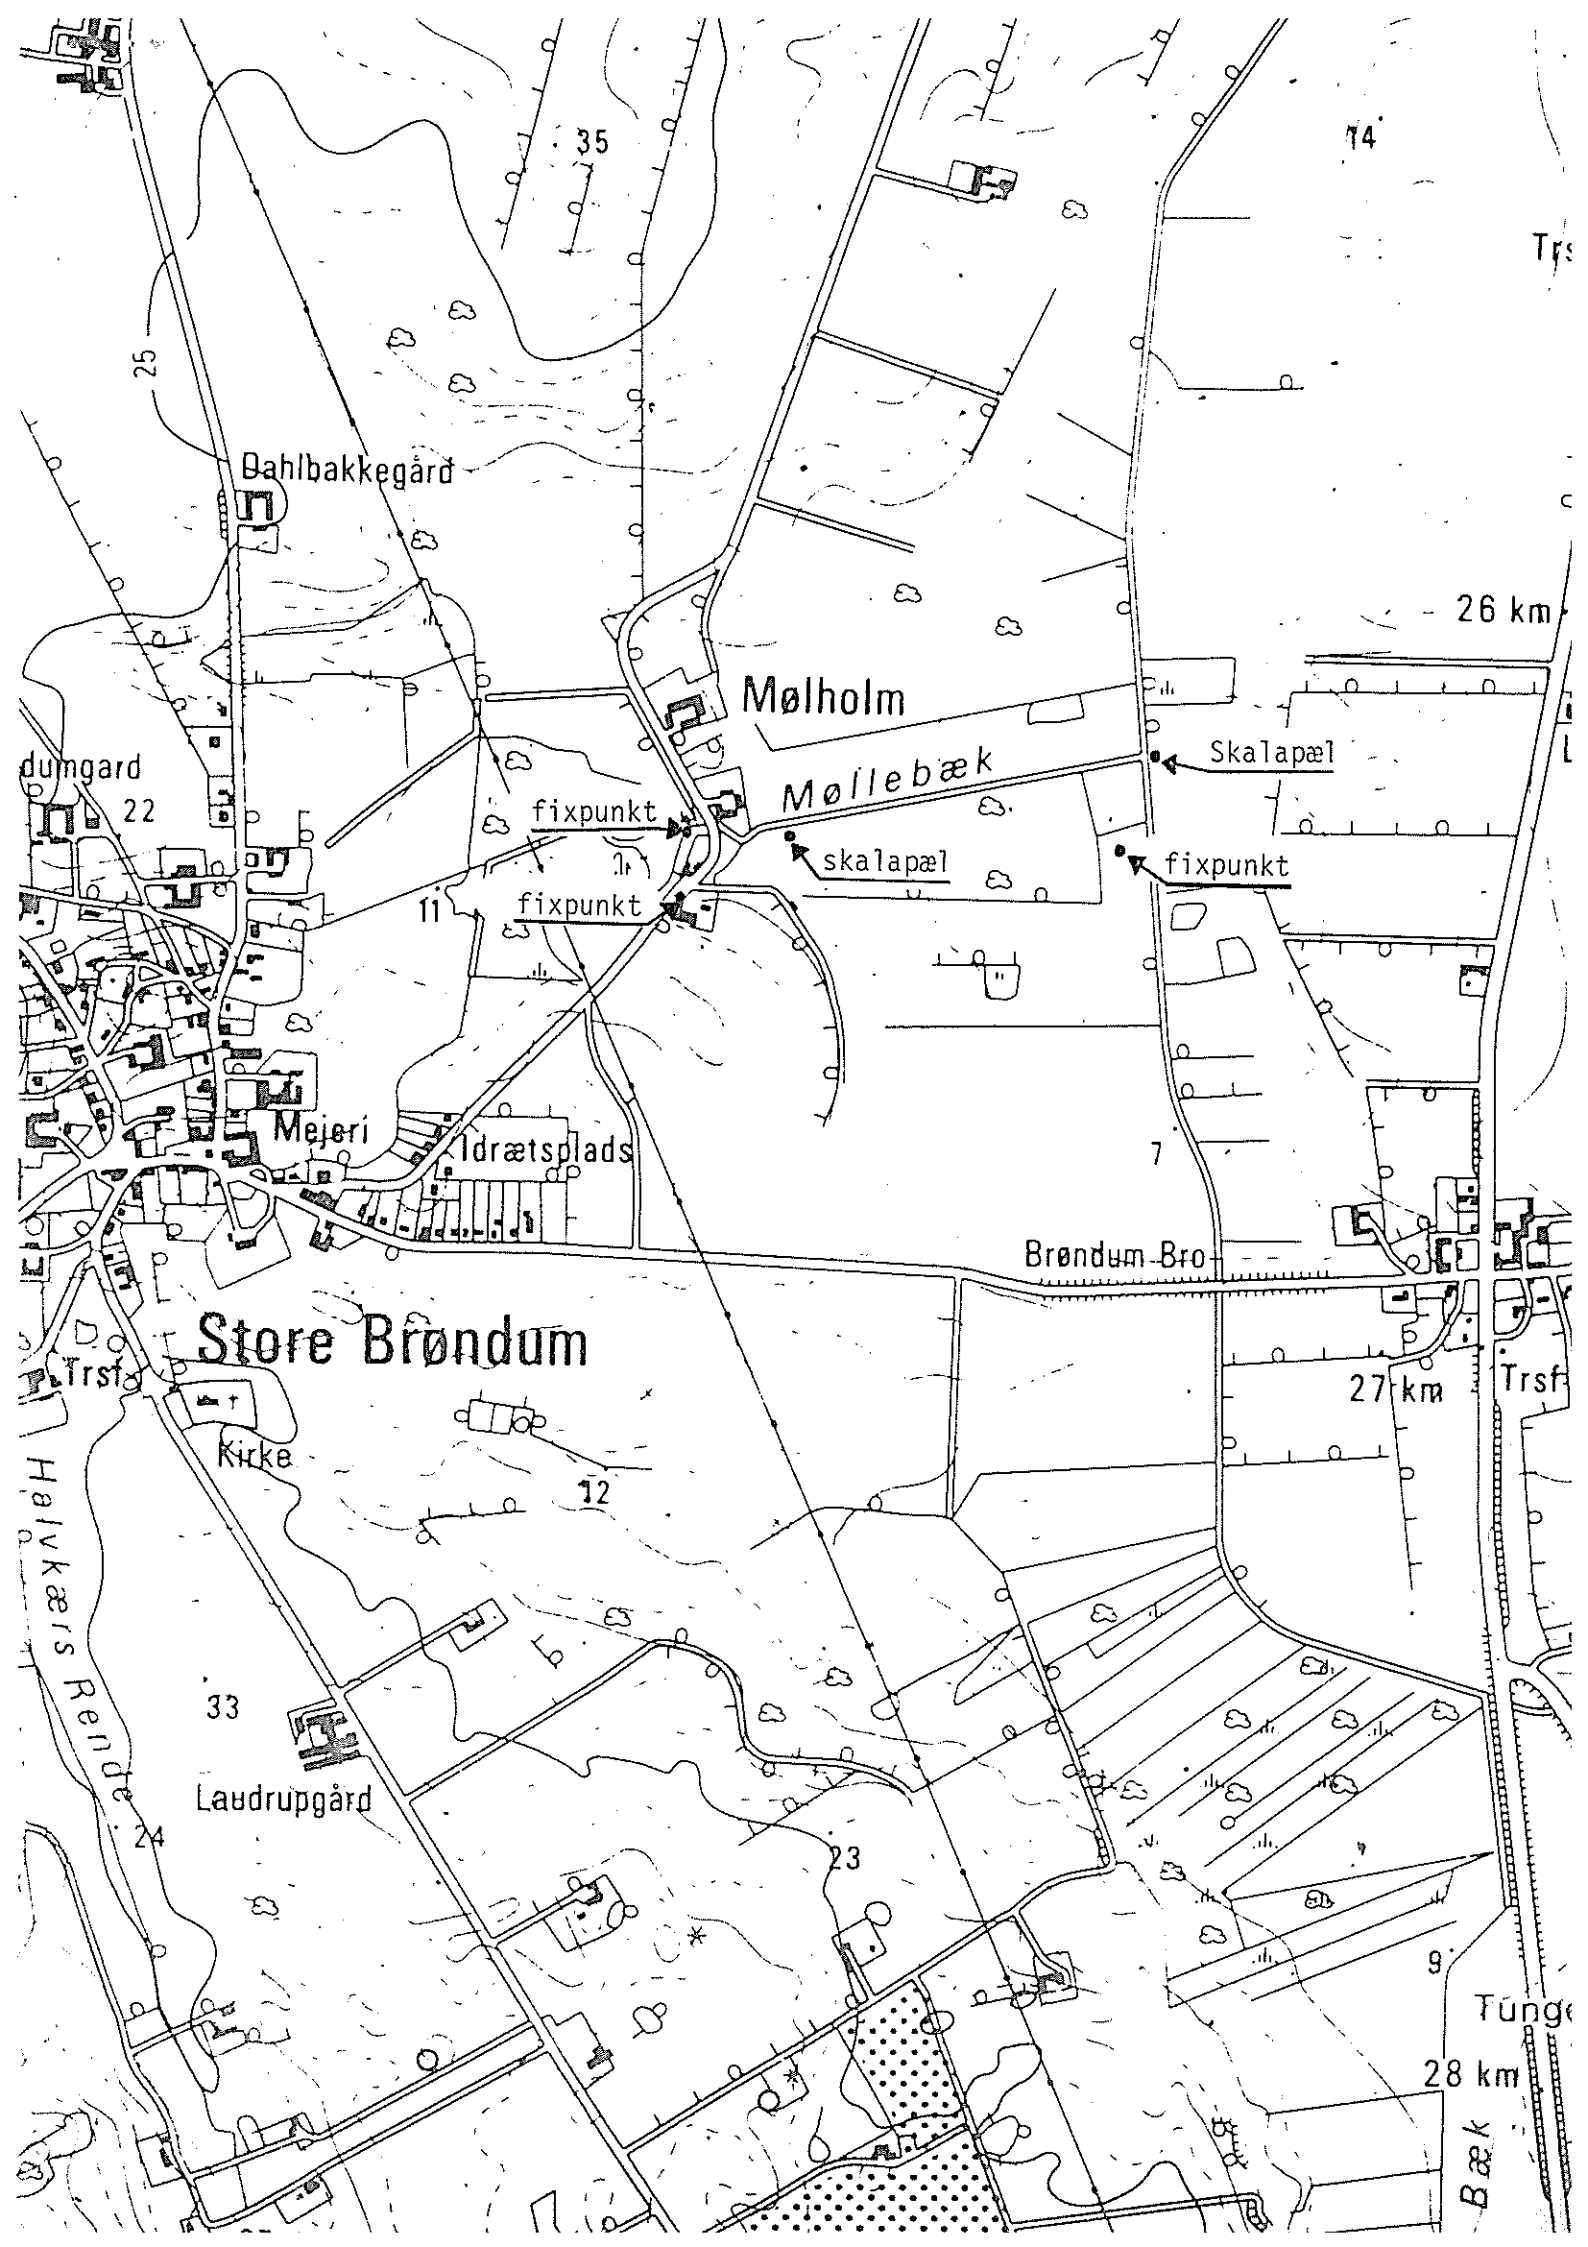 35
14
Trs
25
Dahlbakkegård
26 km
Mølholm
dumgard
22
Møllebæk
Skalapæl
fixpunkt
skalapæl
fixpunkt
11
fixpunkt
Mejeri
Idrætsplads
7
Brøndum Bro
Store Brøndum
Trsf
27 km
Trsf
Kirke
12
Halvkærs Rende
5
33
Laudrupgård
24
23
9
Tunge
28 km
Bæk